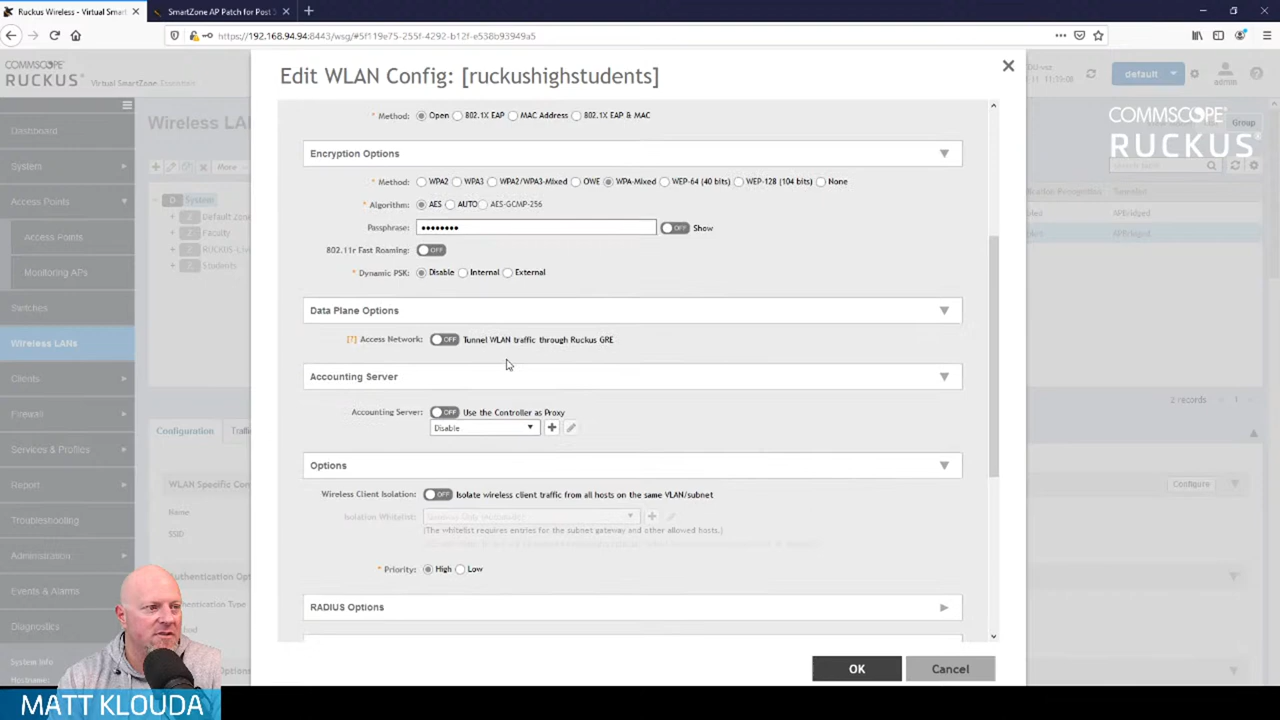 Ruckus Wireless - Virtual Smart
SmartZone AP Patch for Post
https://192.168.94.94:8443/wsg/#5f119e75-255f-4292-b12f-e538b93949a5
COMMSCOPE
RUCKUS
Virtual SmartZone
default
admin
Dashboard
System
Access Points
Access Points
Monitoring APs
Switches
Wireless LANs
Clients
Firewall
Services & Profiles
Report
Troubleshooting
Administration
Events & Alarms
Diagnostics
System Info
Hostname:
Wireless LA
More
System
Default Zone
Faculty
Students
Configuration
WLAN Specific Con
Name
SSID
Method
Edit WLAN Config: [ruckushighstudents]
* Method: Open 802.1X EAP MAC Address 802.1X EAP & MAC
Encryption Options
* Method: WPA2 WPA3 WPA2/WPA3-Mixed OWE WPA-Mixed WEP-64 (40 bits) WEP-128 (104 bits) None
* Algorithm: AES AUTO AES-GCMP-256
Passphrase: •••••••• OFF Show
802.11r Fast Roaming: OFF
* Dynamic PSK: Disable Internal External
Data Plane Options
[?] Access Network: OFF Tunnel WLAN traffic through Ruckus GRE
Accounting Server
Accounting Server: OFF Use the Controller as Proxy
Disable
Options
Wireless Client Isolation: OFF Isolate wireless client traffic from all hosts on the same VLAN/subnet
Isolation Whitelist:
(The whitelist requires entries for the subnet gateway and other allowed hosts.)
* Priority: High Low
RADIUS Options
OK Cancel
COMMSCOPE
RUCKUS
Group
2 records
1
Configure
MATT KLOUDA